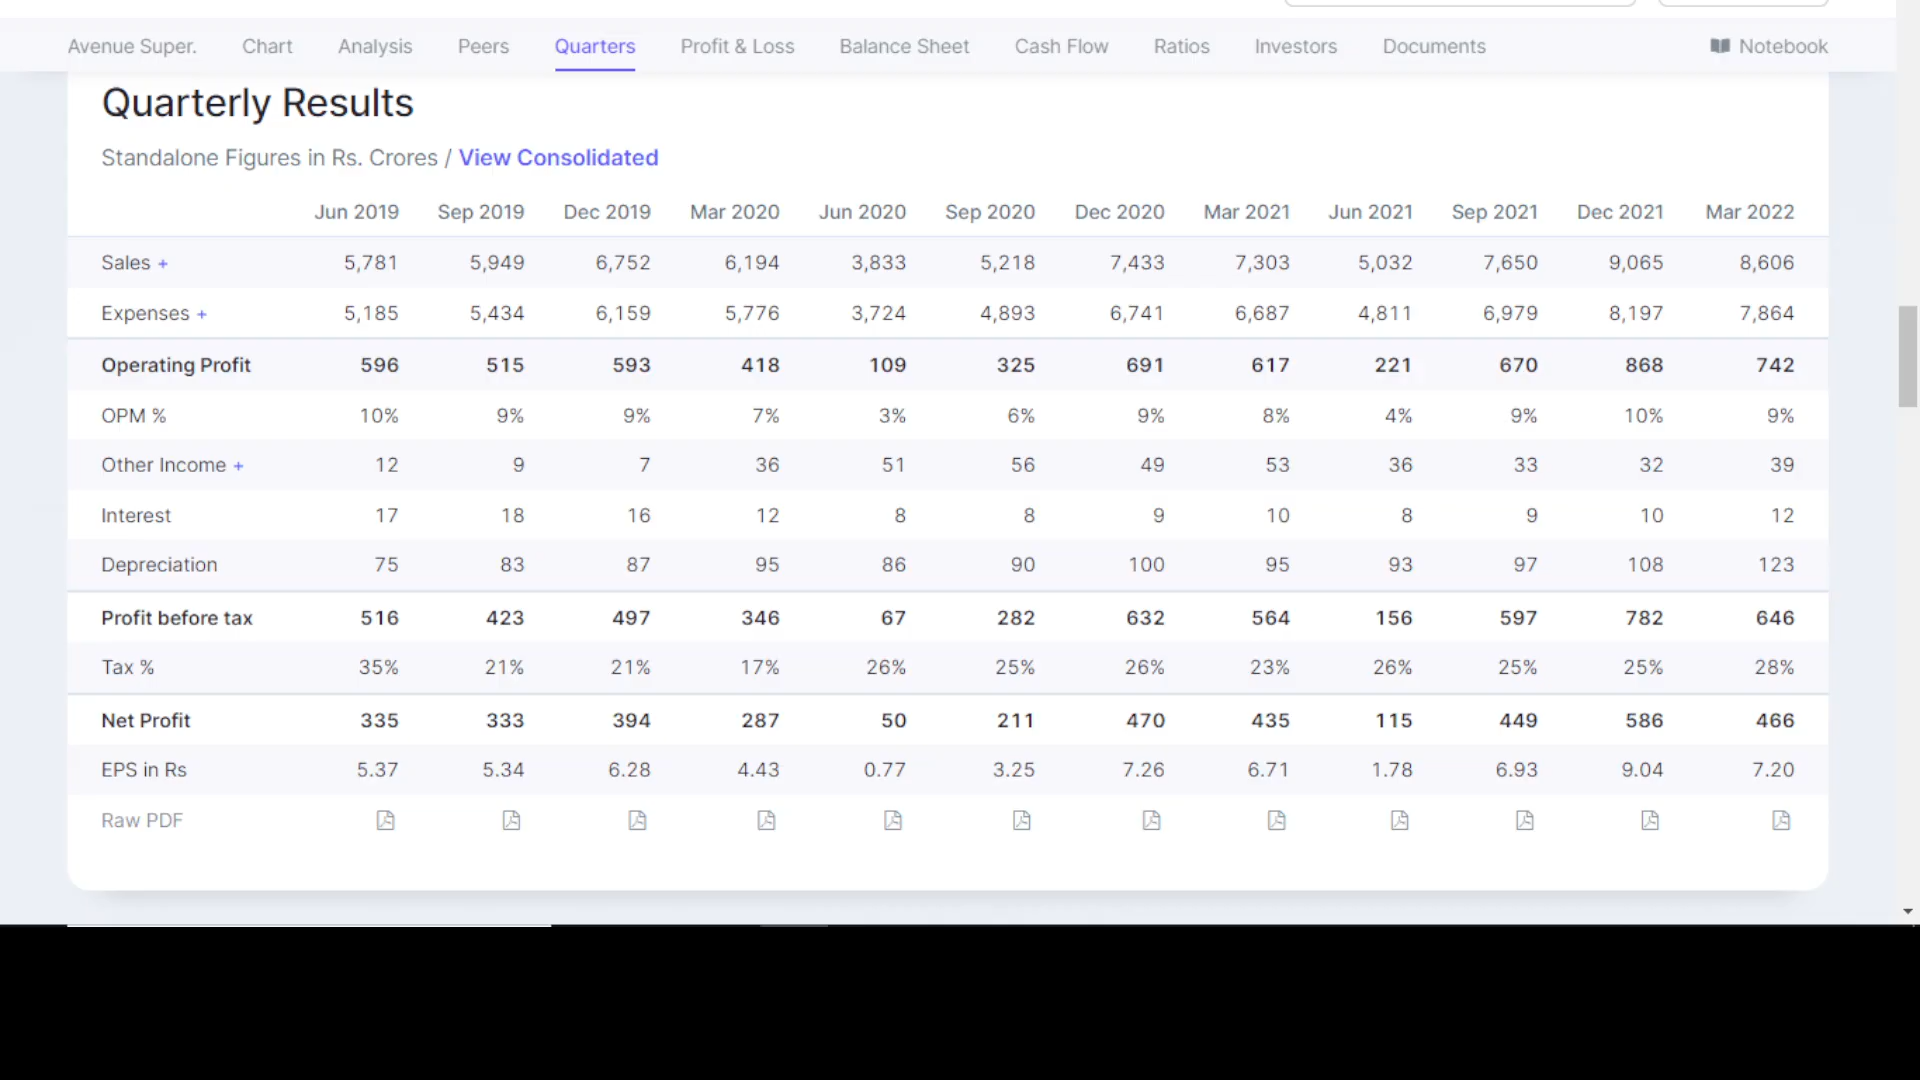 Avenue Super. Chart Analysis Peers Quarters Profit & Loss Balance Sheet Cash Flow Ratios Investors Documents Notebook
Quarterly Results
Standalone Figures in Rs. Crores / View Consolidated
Jun 2019 Sep 2019 Dec 2019 Mar 2020 Jun 2020 Sep 2020 Dec 2020 Mar 2021 Jun 2021 Sep 2021 Dec 2021 Mar 2022
Sales + 5,781 5,949 6,752 6,194 3,833 5,218 7,433 7,303 5,032 7,650 9,065 8,606
Expenses + 5,185 5,434 6,159 5,776 3,724 4,893 6,741 6,687 4,811 6,979 8,197 7,864
Operating Profit 596 515 593 418 109 325 691 617 221 670 868 742
OPM % 10% 9% 9% 7% 3% 6% 9% 8% 4% 9% 10% 9%
Other Income + 12 9 7 36 51 56 49 53 36 33 32 39
Interest 17 18 16 12 8 8 9 10 8 9 10 12
Depreciation 75 83 87 95 86 90 100 95 93 97 108 123
Profit before tax 516 423 497 346 67 282 632 564 156 597 782 646
Tax % 35% 21% 21% 17% 26% 25% 26% 23% 26% 25% 25% 28%
Net Profit 335 333 394 287 50 211 470 435 115 449 586 466
EPS in Rs 5.37 5.34 6.28 4.43 0.77 3.25 7.26 6.71 1.78 6.93 9.04 7.20
Raw PDF